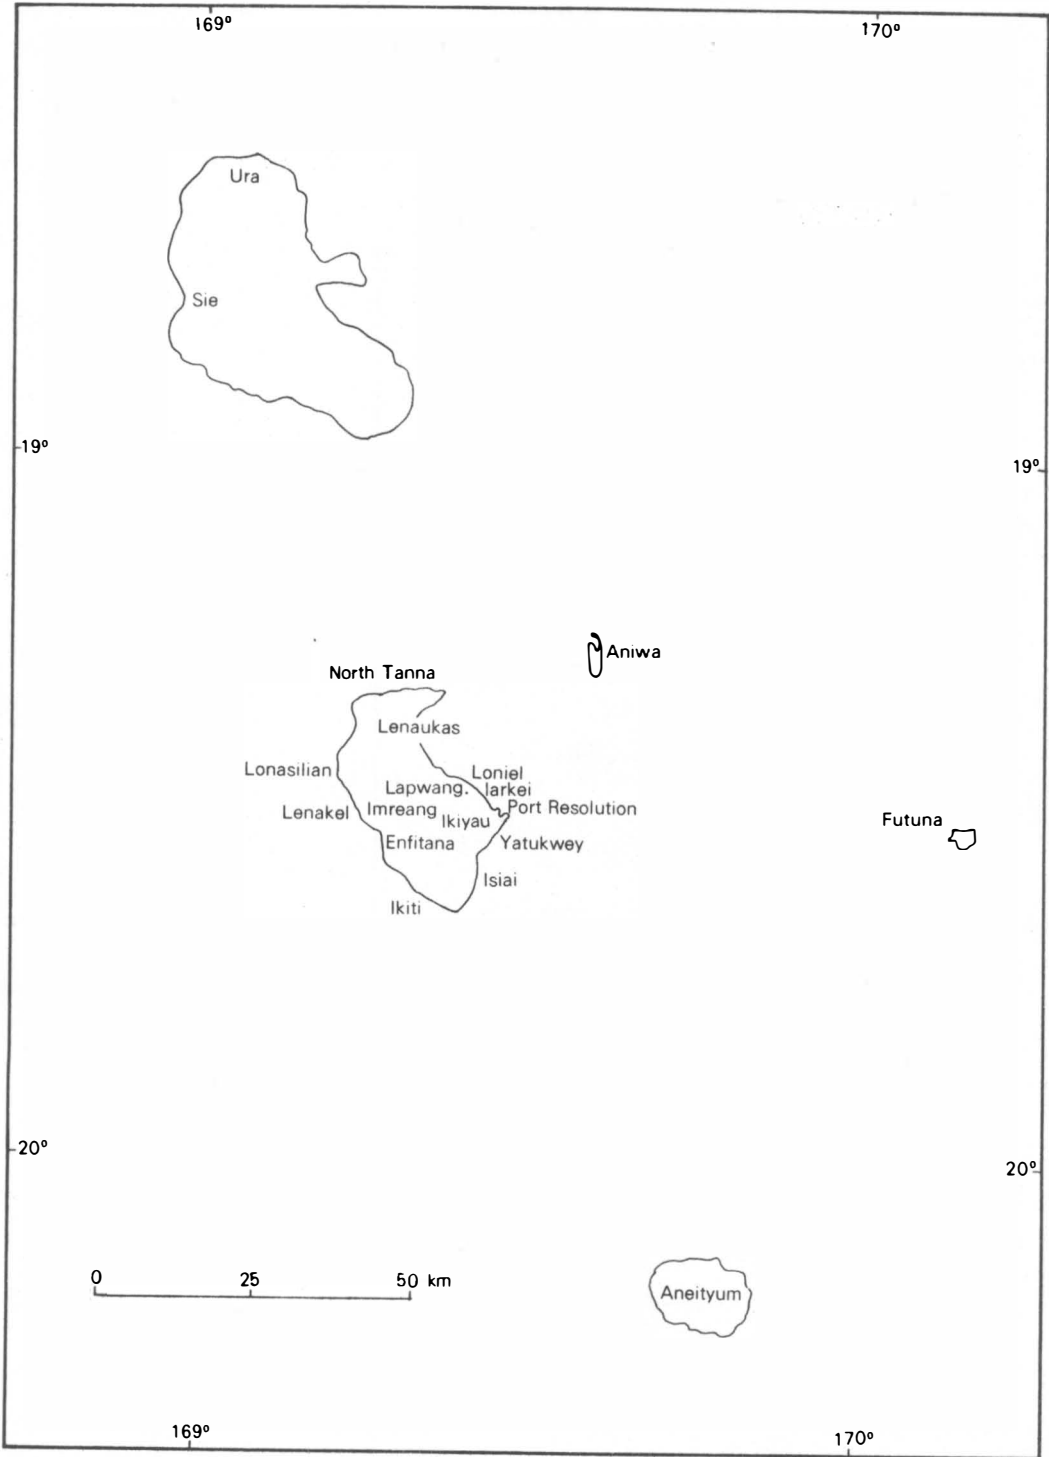 169°
170°
Ura
Sie
19°
19°
Aniwa
North Tanna
Lenaukas
Lonasilian
Loniel
Lapwang.
Iarkei
Lenakel
Imreang
Port Resolution
Ikiyau
Futuna
Enfitana
Yatukwey
Isiai
Ikiti
20°
20°
0 25 50 km
Aneityum
169°
170°